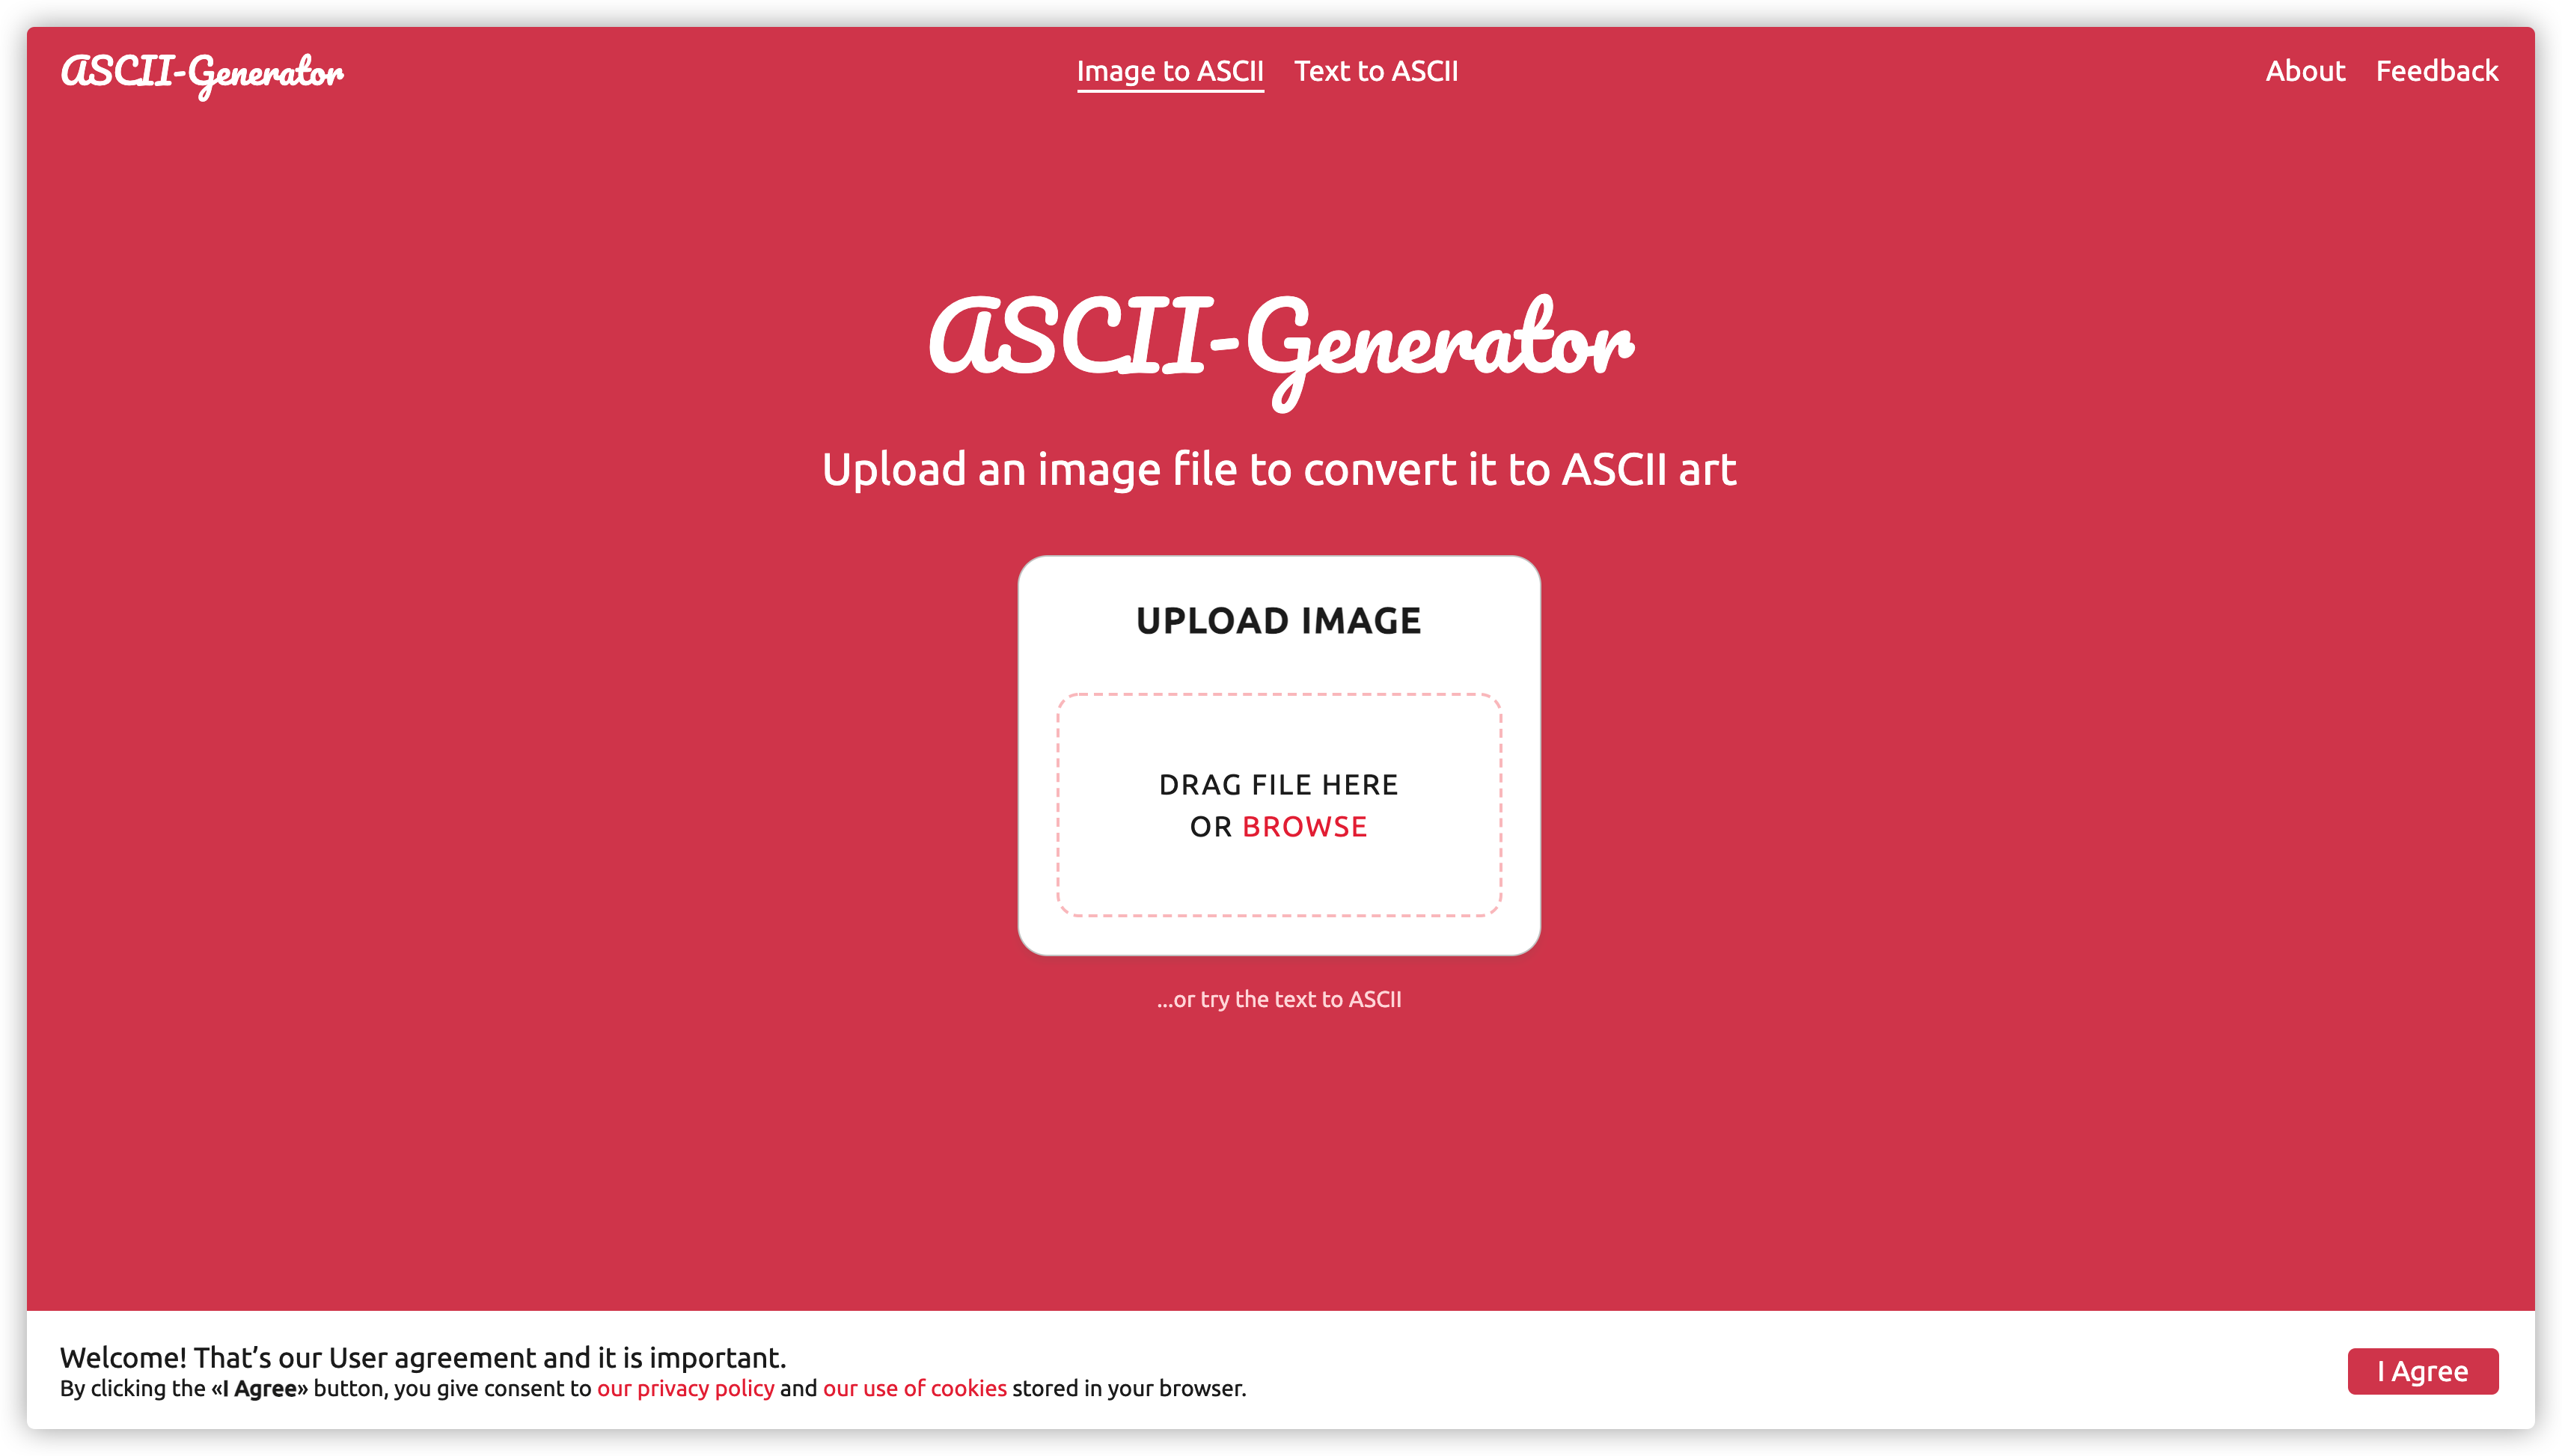 ASCII-Generator
Image to ASCII
Text to ASCII
About
Feedback
ASCII-Generator
Upload an image file to convert it to ASCII art
UPLOAD IMAGE
DRAG FILE HERE
OR BROWSE
...or try the text to ASCII
Welcome! That’s our User agreement and it is important.
By clicking the «I Agree» button, you give consent to our privacy policy and our use of cookies stored in your browser.
I Agree